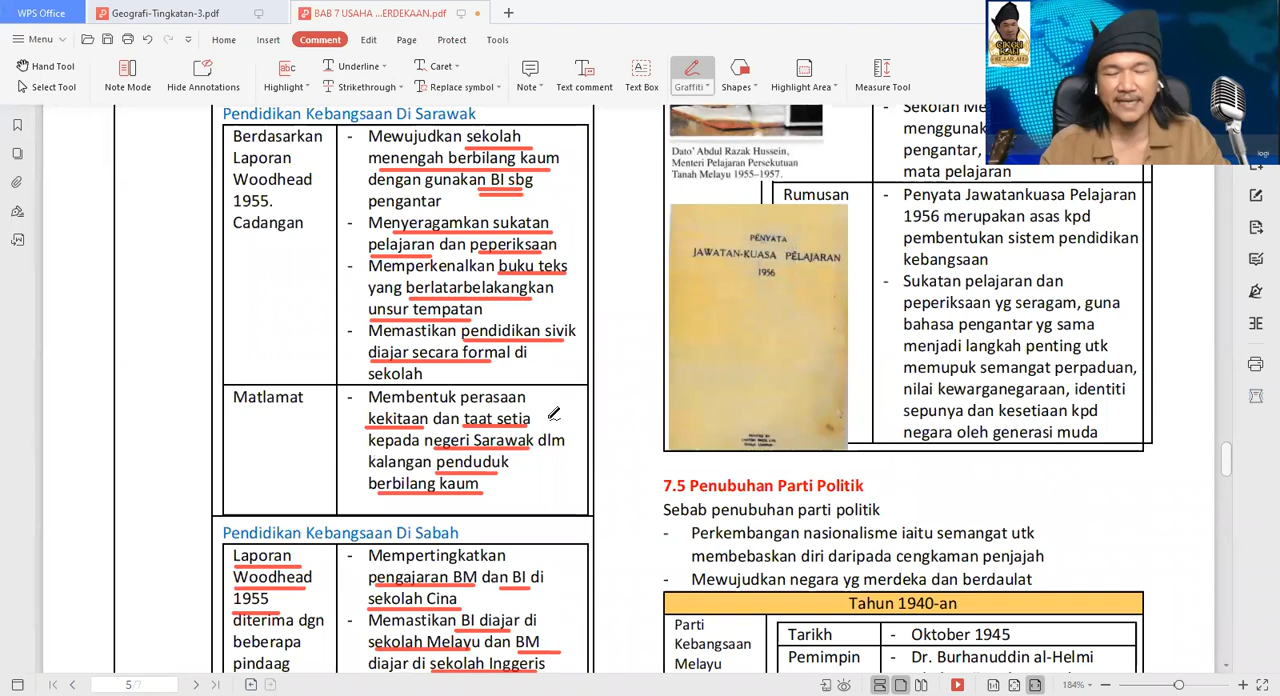 WPS Office
Geografi-Tingkatan-3.pdf
BAB 7 USAHA ...ERDEKAAN.pdf
Menu
Home
Insert
Comment
Edit
Page
Protect
Tools
Hand Tool
Select Tool
Note Mode
Hide Annotations
Highlight
Underline
Strikethrough
Caret
Replace symbol
Note
Text comment
Text Box
Graffiti
Shapes
Highlight Area
Measure Tool
CIKGU
logi
Pendidikan Kebangsaan Di Sarawak
Berdasarkan
Laporan
Woodhead
1955.
Cadangan
- Mewujudkan sekolah
menengah berbilang kaum
dengan gunakan BI sbg
pengantar
- Menyeragamkan sukatan
pelajaran dan peperiksaan
- Memperkenalkan buku teks
yang berlatarbelakangkan
unsur tempatan
- Memastikan pendidikan sivik
diajar secara formal di
sekolah
Matlamat
- Membentuk perasaan
kekitaan dan taat setia
kepada negeri Sarawak dlm
kalangan penduduk
berbilang kaum
Pendidikan Kebangsaan Di Sabah
Laporan
Woodhead
1955
diterima dgn
beberapa
pindaag
- Mempertingkatkan
pengajaran BM dan BI di
sekolah Cina
- Memastikan BI diajar di
sekolah Melayu dan BM
diajar di sekolah Inggeris
Dato' Abdul Razak Hussein,
Menteri Pelajaran Persekutuan
Tanah Melayu 1955–1957.
- Sekolah Me
menggunak
pengantar,
mata pelajaran
Rumusan
- Penyata Jawatankuasa Pelajaran
1956 merupakan asas kpd
pembentukan sistem pendidikan
kebangsaan
- Sukatan pelajaran dan
peperiksaan yg seragam, guna
bahasa pengantar yg sama
menjadi langkah penting utk
memupuk semangat perpaduan,
nilai kewarganegaraan, identiti
sepunya dan kesetiaan kpd
negara oleh generasi muda
PENYATA
JAWATAN-KUASA PELAJARAN
1956
7.5 Penubuhan Parti Politik
Sebab penubuhan parti politik
- Perkembangan nasionalisme iaitu semangat utk
membebaskan diri daripada cengkaman penjajah
- Mewujudkan negara yg merdeka dan berdaulat
Tahun 1940-an
Parti
Kebangsaan
Melayu
Tarikh
- Oktober 1945
Pemimpin
- Dr. Burhanuddin al-Helmi
5/7
184%